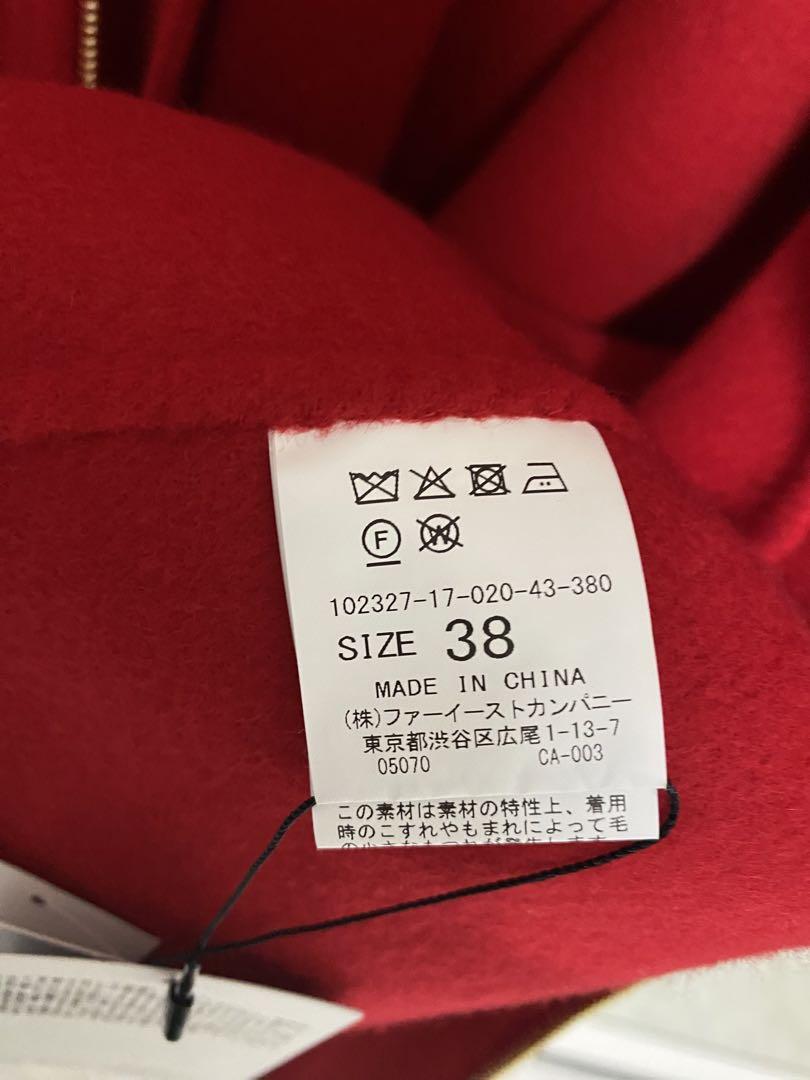 F W
102327-17-020-43-380
SIZE 38
MADE IN CHINA
(株)ファーイーストカンパニー
東京都渋谷区広尾1-13-7
05070 CA-003
この素材は素材の特性上、着用
時のこすれやもまれによって毛